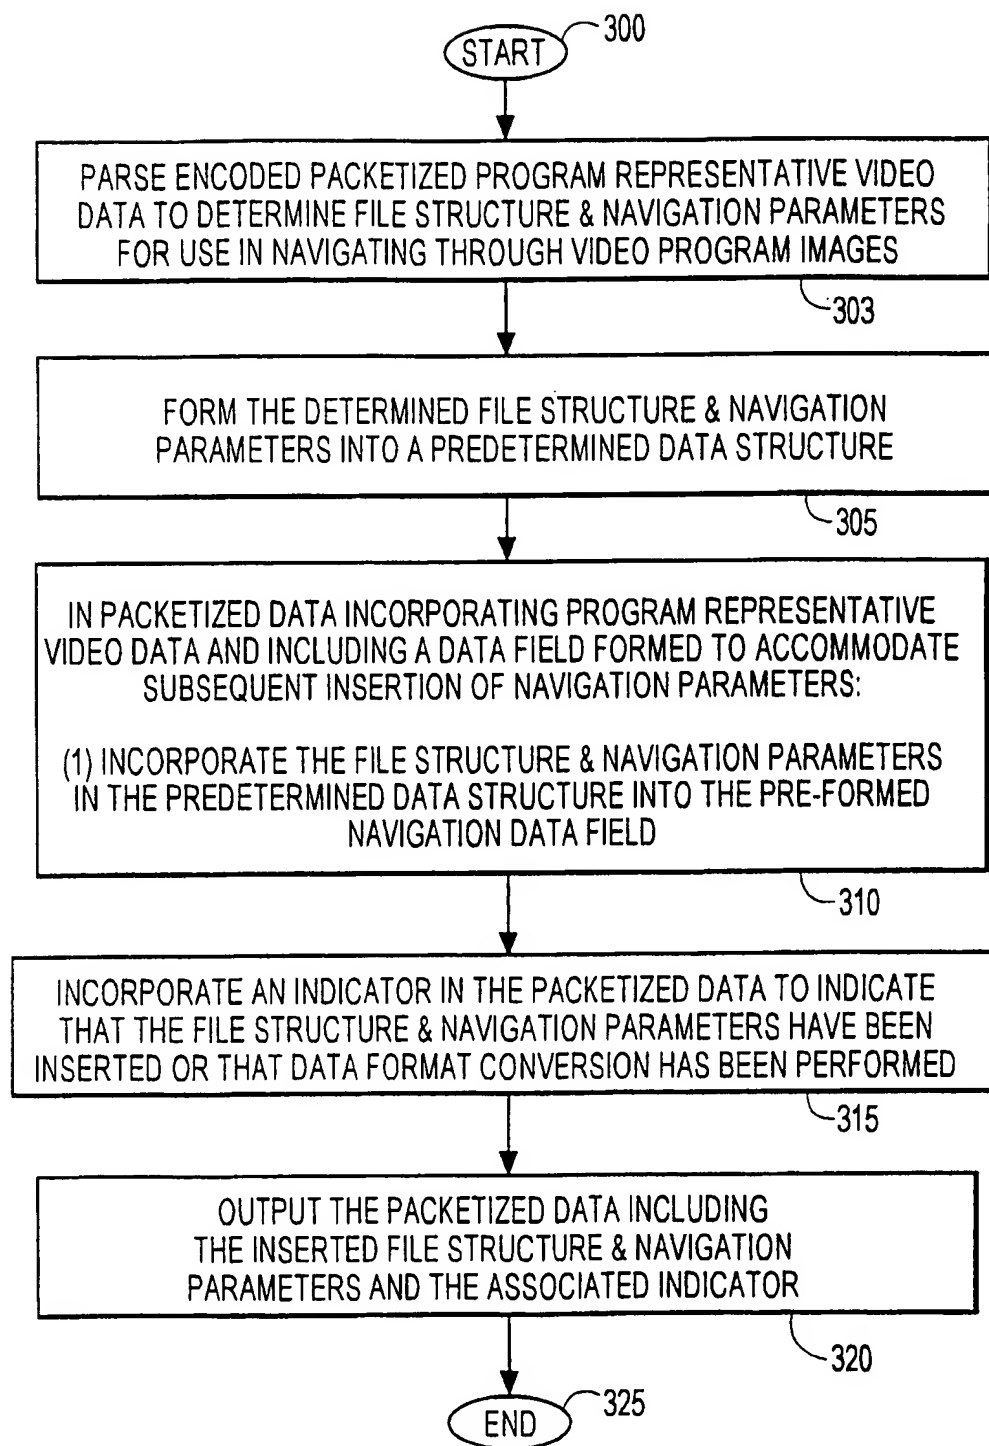 START
300
PARSE ENCODED PACKETIZED PROGRAM REPRESENTATIVE VIDEO
DATA TO DETERMINE FILE STRUCTURE & NAVIGATION PARAMETERS
FOR USE IN NAVIGATING THROUGH VIDEO PROGRAM IMAGES
303
FORM THE DETERMINED FILE STRUCTURE & NAVIGATION
PARAMETERS INTO A PREDETERMINED DATA STRUCTURE
305
IN PACKETIZED DATA INCORPORATING PROGRAM REPRESENTATIVE
VIDEO DATA AND INCLUDING A DATA FIELD FORMED TO ACCOMMODATE
SUBSEQUENT INSERTION OF NAVIGATION PARAMETERS:
(1) INCORPORATE THE FILE STRUCTURE & NAVIGATION PARAMETERS
IN THE PREDETERMINED DATA STRUCTURE INTO THE PRE-FORMED
NAVIGATION DATA FIELD
310
INCORPORATE AN INDICATOR IN THE PACKETIZED DATA TO INDICATE
THAT THE FILE STRUCTURE & NAVIGATION PARAMETERS HAVE BEEN
INSERTED OR THAT DATA FORMAT CONVERSION HAS BEEN PERFORMED
315
OUTPUT THE PACKETIZED DATA INCLUDING
THE INSERTED FILE STRUCTURE & NAVIGATION
PARAMETERS AND THE ASSOCIATED INDICATOR
320
END
325